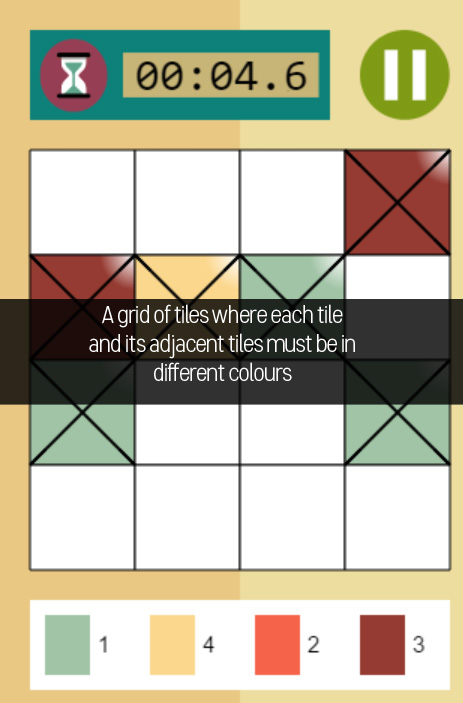 00:04.6
A grid of tiles where each tile
and its adjacent tiles must be in
different colours
1 4 2 3